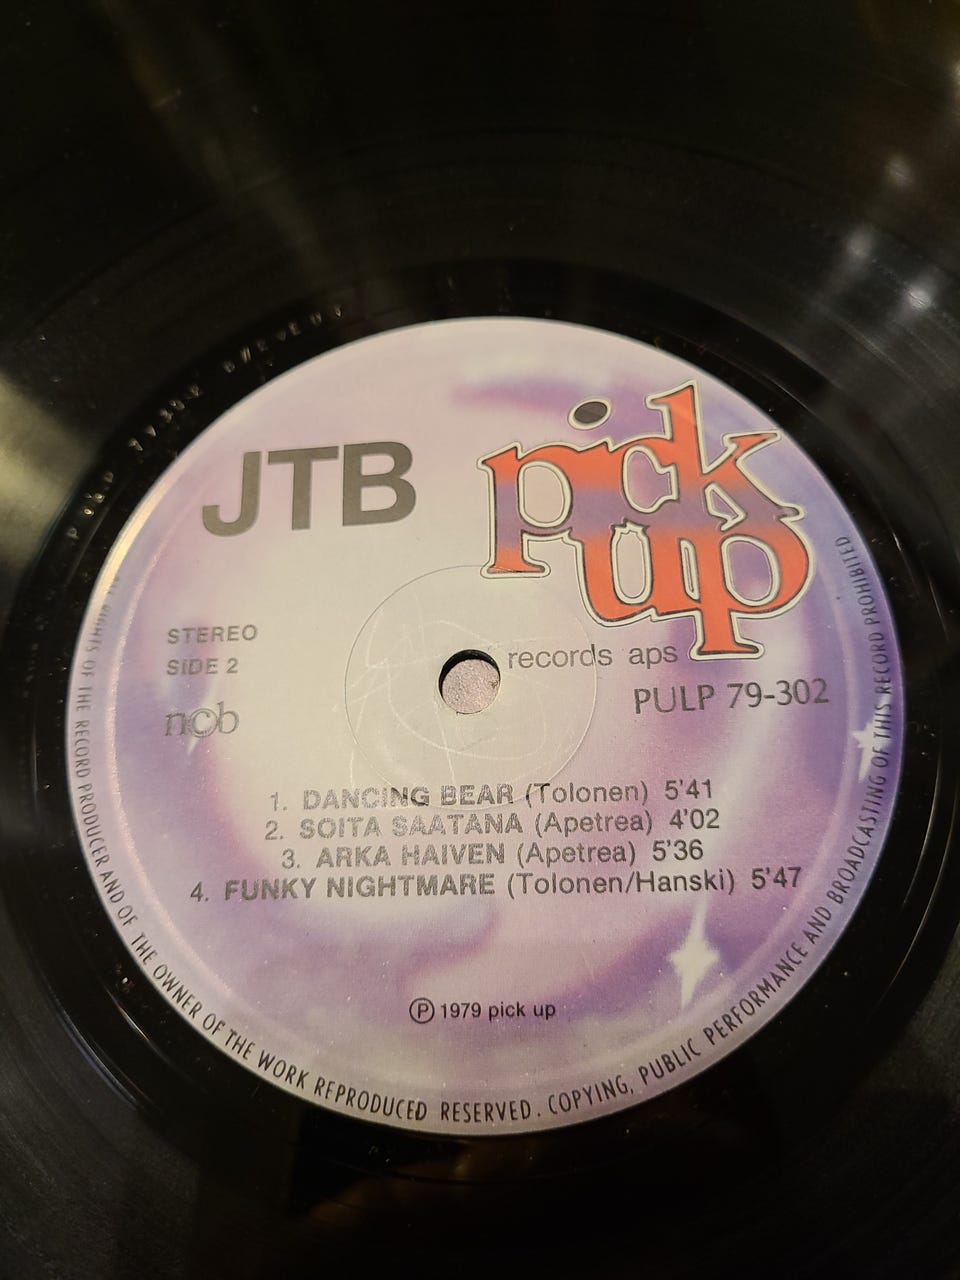 JTB
pick
up
records aps
PULP 79-302
STEREO
SIDE 2
ncb
1. DANCING BEAR (Tolonen) 5'41
2. SOITA SAATANA (Apetrea) 4'02
3. ARKA HAIVEN (Apetrea) 5'36
4. FUNKY NIGHTMARE (Tolonen/Hanski) 5'47
Ⓟ 1979 pick up
ALL RIGHTS OF THE RECORD PRODUCER AND OF THE OWNER OF THE WORK REPRODUCED RESERVED. COPYING, PUBLIC PERFORMANCE AND BROADCASTING OF THIS RECORD PROHIBITED